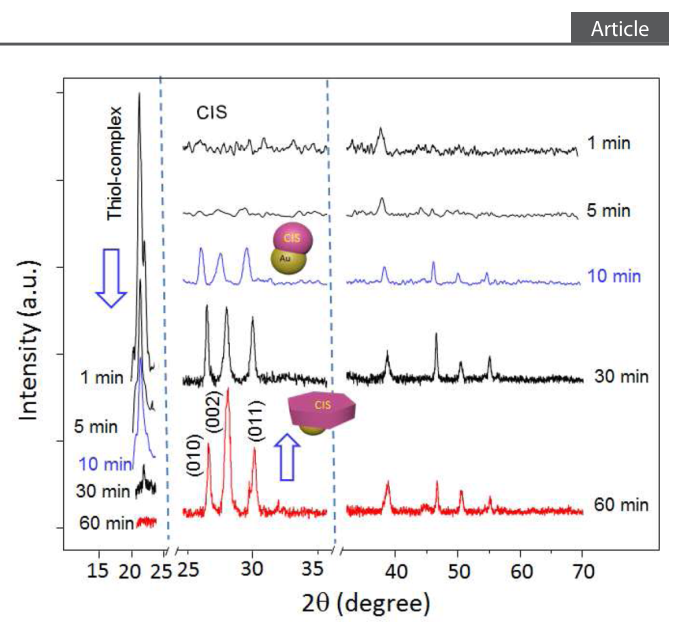 Article
CIS
Thiol-complex
1 min
5 min
CIS
Au
10 min
1 min
30 min
CIS
(002)
(011)
(010)
5 min
10 min
30 min
60 min
60 min
Intensity (a.u.)
15 20 25 25 30 35 40 50 60 70
2θ (degree)